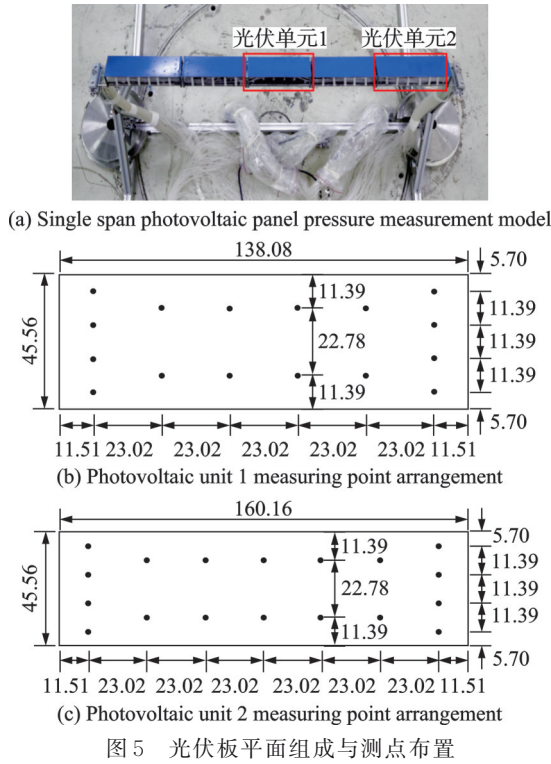 光伏单元1 光伏单元2
(a) Single span photovoltaic panel pressure measurement model
138.08
5.70
11.39
11.39
45.56
22.78
11.39
11.39
11.39
5.70
11.51 23.02 23.02 23.02 23.02 23.02 11.51
(b) Photovoltaic unit 1 measuring point arrangement
160.16
5.70
11.39
11.39
45.56
22.78
11.39
11.39
11.39
5.70
11.51 23.02 23.02 23.02 23.02 23.02 11.51
(c) Photovoltaic unit 2 measuring point arrangement
图5 光伏板平面组成与测点布置